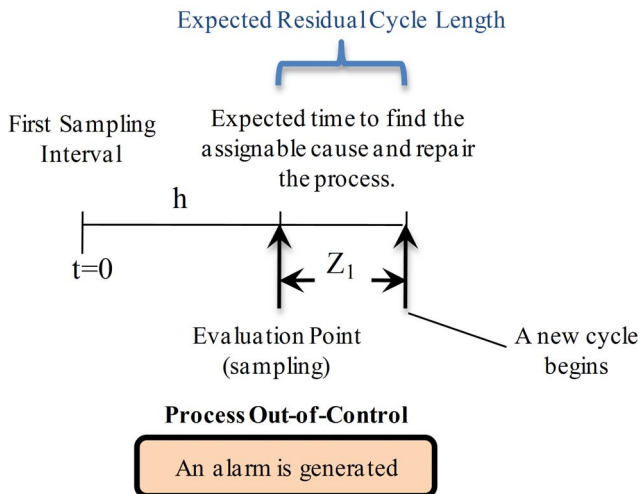 Expected Residual Cycle Length
First Sampling
Interval
Expected time to find the
assignable cause and repair
the process.
h
t=0
Z1
Evaluation Point
(sampling)
A new cycle
begins
Process Out-of-Control
An alarm is generated